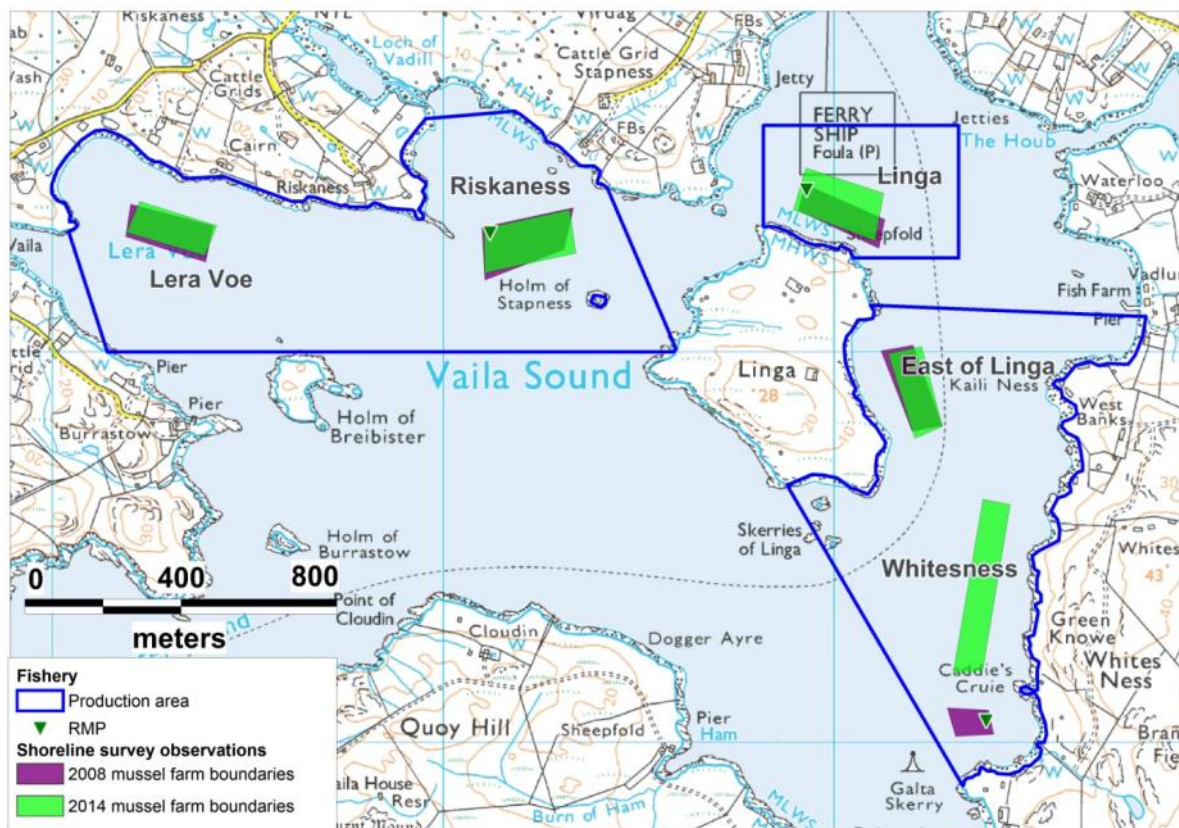 Riskaness
Loch of
Vadill
Cattle
Grids
Cairn
Riskaness
Cattle Grid
Stapness
FBs
FBs
Jetty
FERRY
SHIP
Foula (P)
Jetties
The Houb
Waterloo
MHWS
MLWS
Riskaness
Linga
Sheepfold
MLWS
MHWS
Lera Voe
Holm of
Stapness
Fish Farm
Pier
Vaila Sound
Linga
28
East of Linga
Kaili Ness
West
Banks
Pier
Pier
Burrastow
Holm of
Breibister
Holm of
Burrastow
Skerries
of Linga
Whitesness
43
Green
Knowe
Whites
Ness
Caddie's
Cruie
0 400 800
meters
Point of
Cloudin
Cloudin
Dogger Ayre
Quoy Hill
Sheepfold
Pier
Ham
Burn of Ham
Galta
Skerry
MLWS
Fishery
Production area
RMP
Shoreline survey observations
2008 mussel farm boundaries
2014 mussel farm boundaries